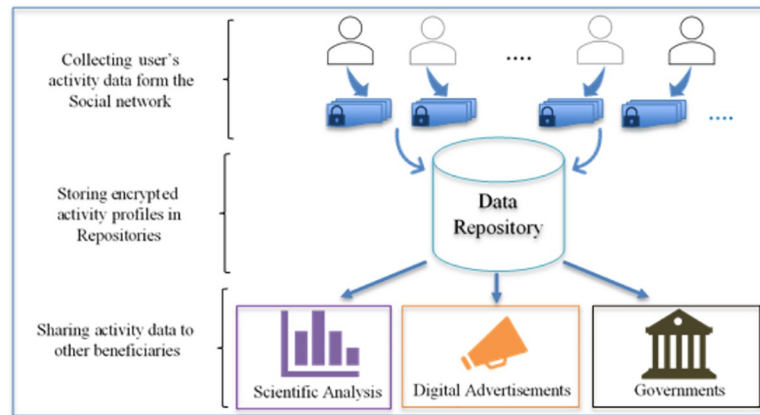 Collecting user's
activity data form the
Social network
....
....
Storing encrypted
activity profiles in
Repositories
Data
Repository
Sharing activity data to
other beneficiaries
Scientific Analysis
Digital Advertisements
Governments